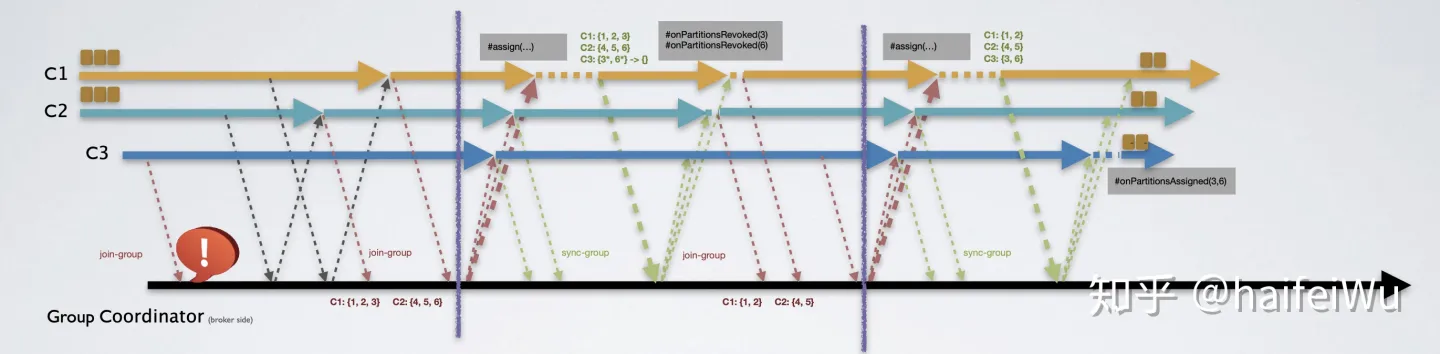 #assign(...)
C1: {1, 2, 3}
C2: {4, 5, 6}
C3: {3*, 6*} -> {}
#onPartitionsRevoked(3)
#onPartitionsRevoked(6)
#assign(...)
C1: {1, 2}
C2: {4, 5}
C3: {3, 6}
C1
C2
C3
#onPartitionsAssigned(3,6)
!
join-group
join-group
sync-group
join-group
sync-group
C1: {1, 2, 3}
C2: {4, 5, 6}
C1: {1, 2}
C2: {4, 5}
Group Coordinator (broker side)
知乎 @haifeiWu